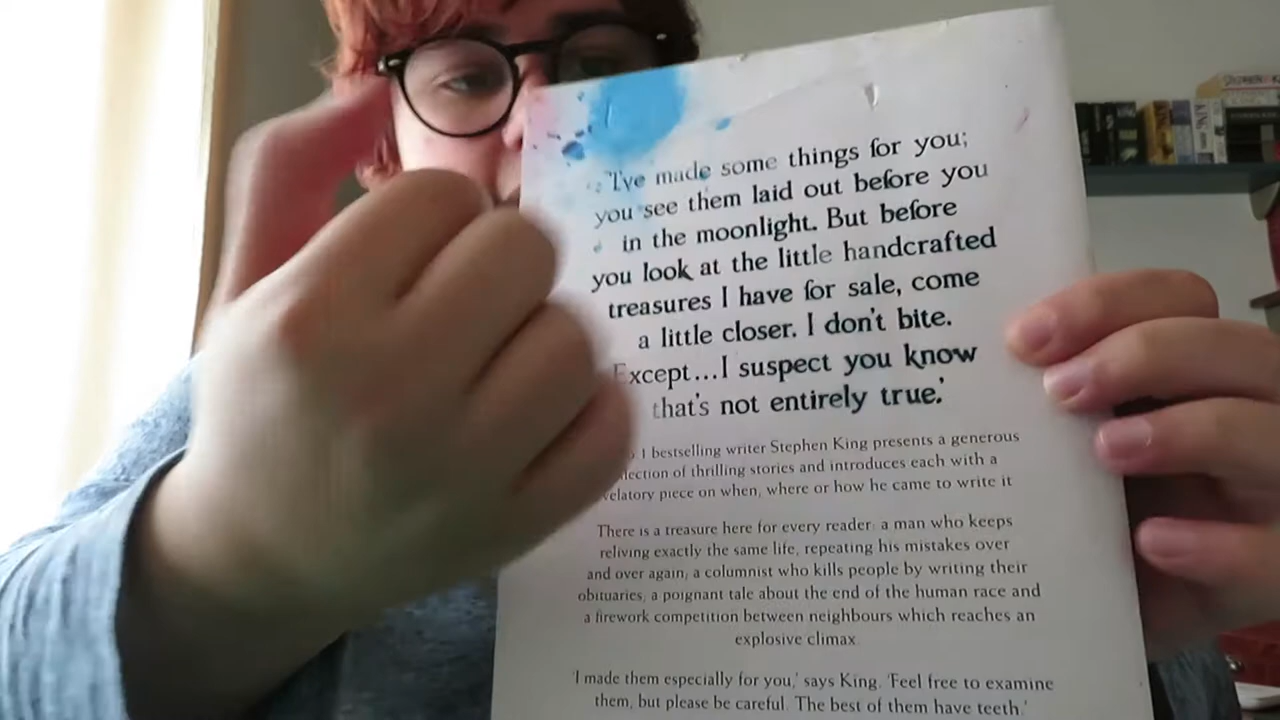 'I've made some things for you;
you see them laid out before you
in the moonlight. But before
you look at the little handcrafted
treasures I have for sale, come
a little closer. I don't bite.
Except...I suspect you know
that's not entirely true.'
1 bestselling writer Stephen King presents a generous
of thrilling stories and introduces each with a
piece on when, where or how he came to write it
There is a treasure here for every reader: a man who keeps
reliving exactly the same life, repeating his mistakes over
and over again; a columnist who kills people by writing their
obituaries, a poignant tale about the end of the human race and
a firework competition between neighbours which reaches an
explosive climax.
'I made them especially for you,' says King. 'Feel free to examine
them, but please be careful. The best of them have teeth.'
KING
STEPHEN